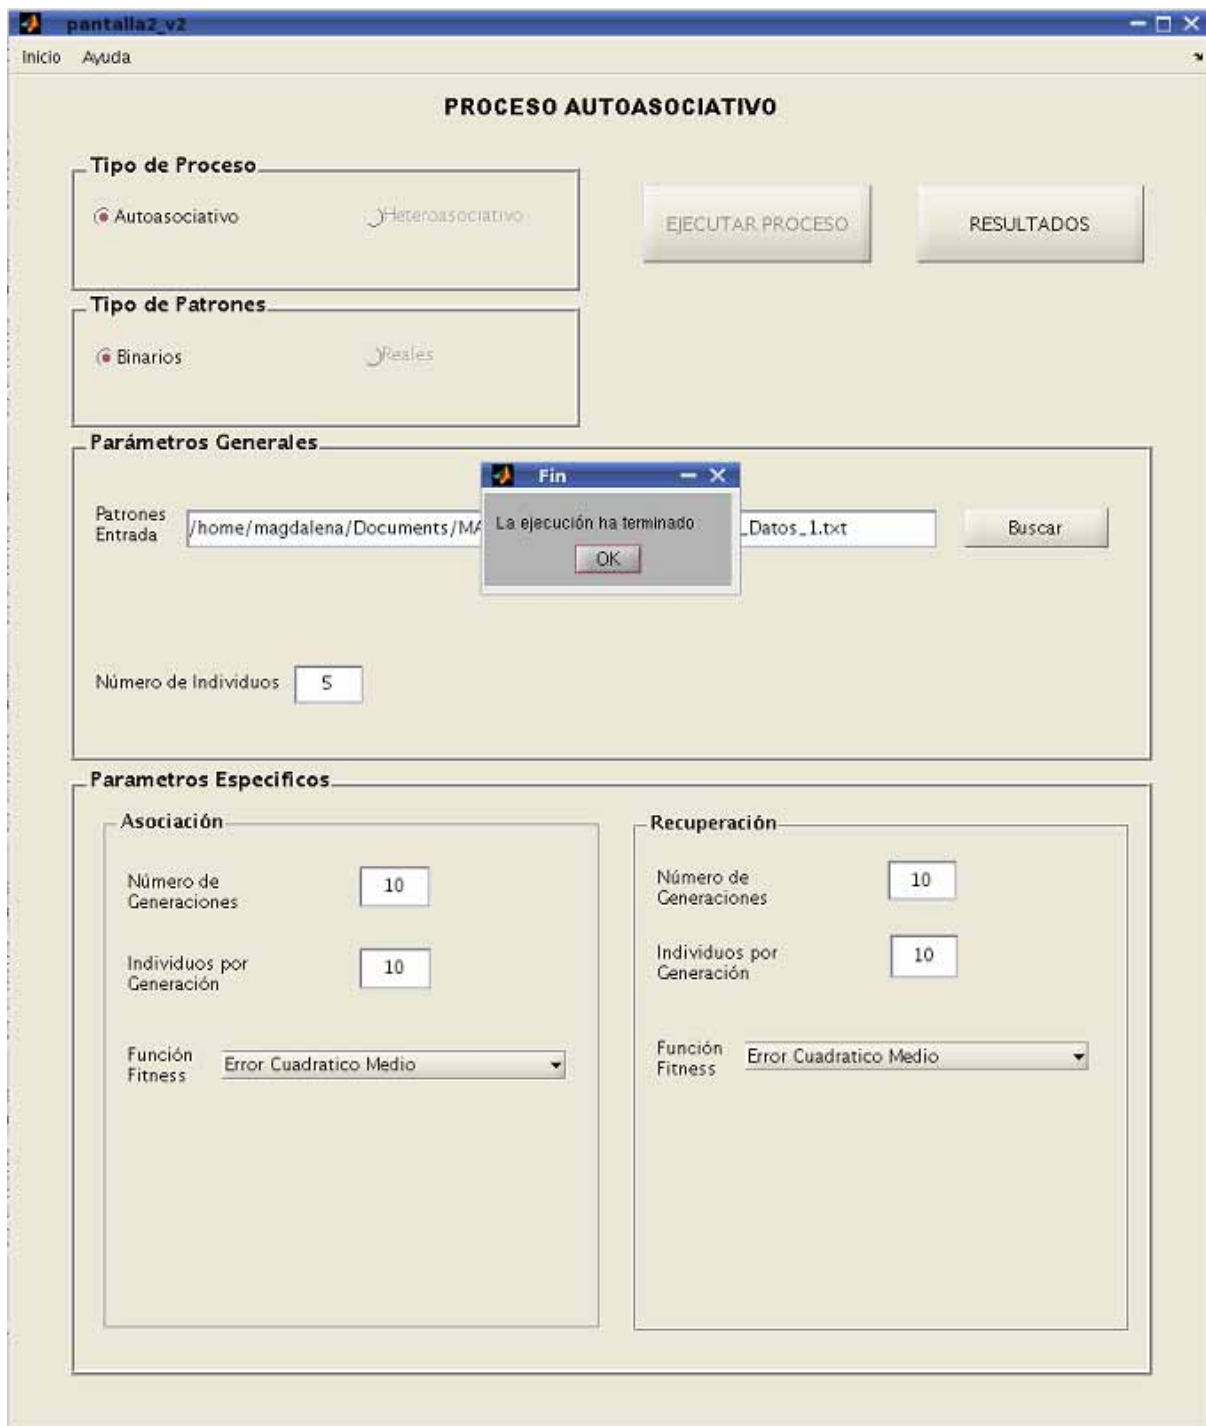 pantalla2_v2
Inicio Ayuda
PROCESO AUTOASOCIATIVO
Tipo de Proceso
Autoasociativo Heteroasociativo
EJECUTAR PROCESO RESULTADOS
Tipo de Patrones
Binarios Reales
Parámetros Generales
Fin
Patrones
Entrada
/home/magdalena/Documents/MA
_Datos_1.txt
Buscar
La ejecución ha terminado
OK
Número de Individuos 5
Parametros Especificos
Asociación
Número de
Generaciones
10
Individuos por
Generación
10
Función
Fitness
Error Cuadratico Medio
Recuperación
Número de
Generaciones
10
Individuos por
Generación
10
Función
Fitness
Error Cuadratico Medio